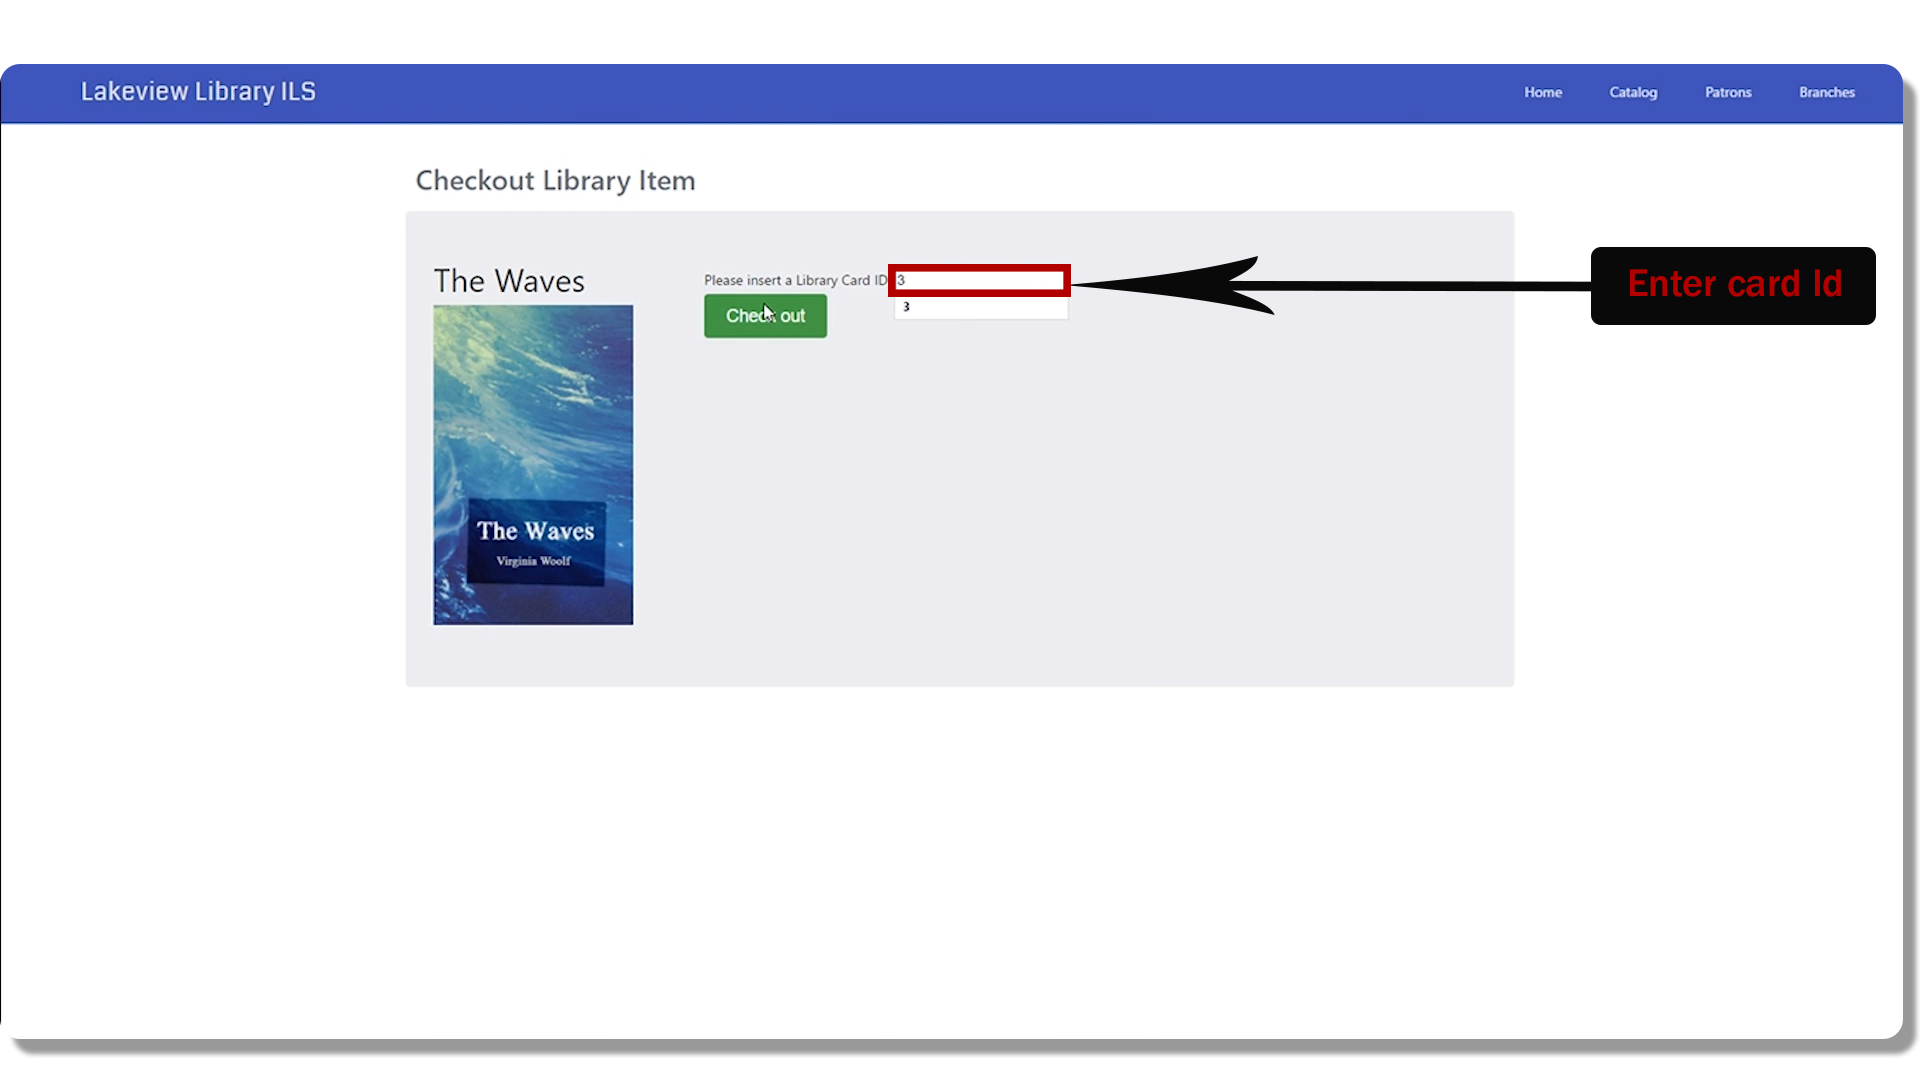 Lakeview Library ILS
Home Catalog Patrons Branches
Checkout Library Item
The Waves
Please insert a Library Card ID 3
3
Check out
The Waves
Virginia Woolf
Enter card Id